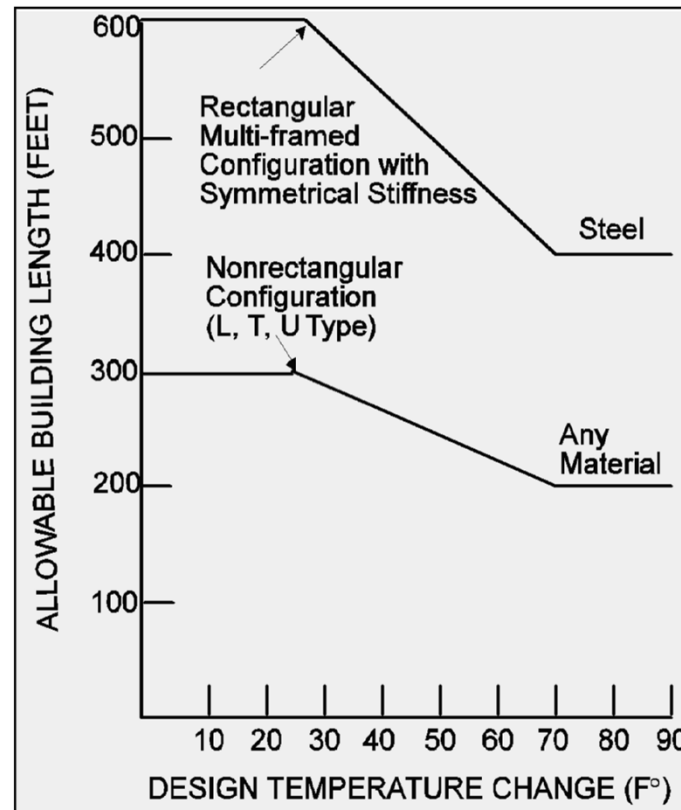 ALLOWABLE BUILDING LENGTH (FEET)
600
500
400
300
200
100
Rectangular
Multi-framed
Configuration with
Symmetrical Stiffness
Steel
Nonrectangular
Configuration
(L, T, U Type)
Any
Material
10 20 30 40 50 60 70 80 90
DESIGN TEMPERATURE CHANGE (F°)